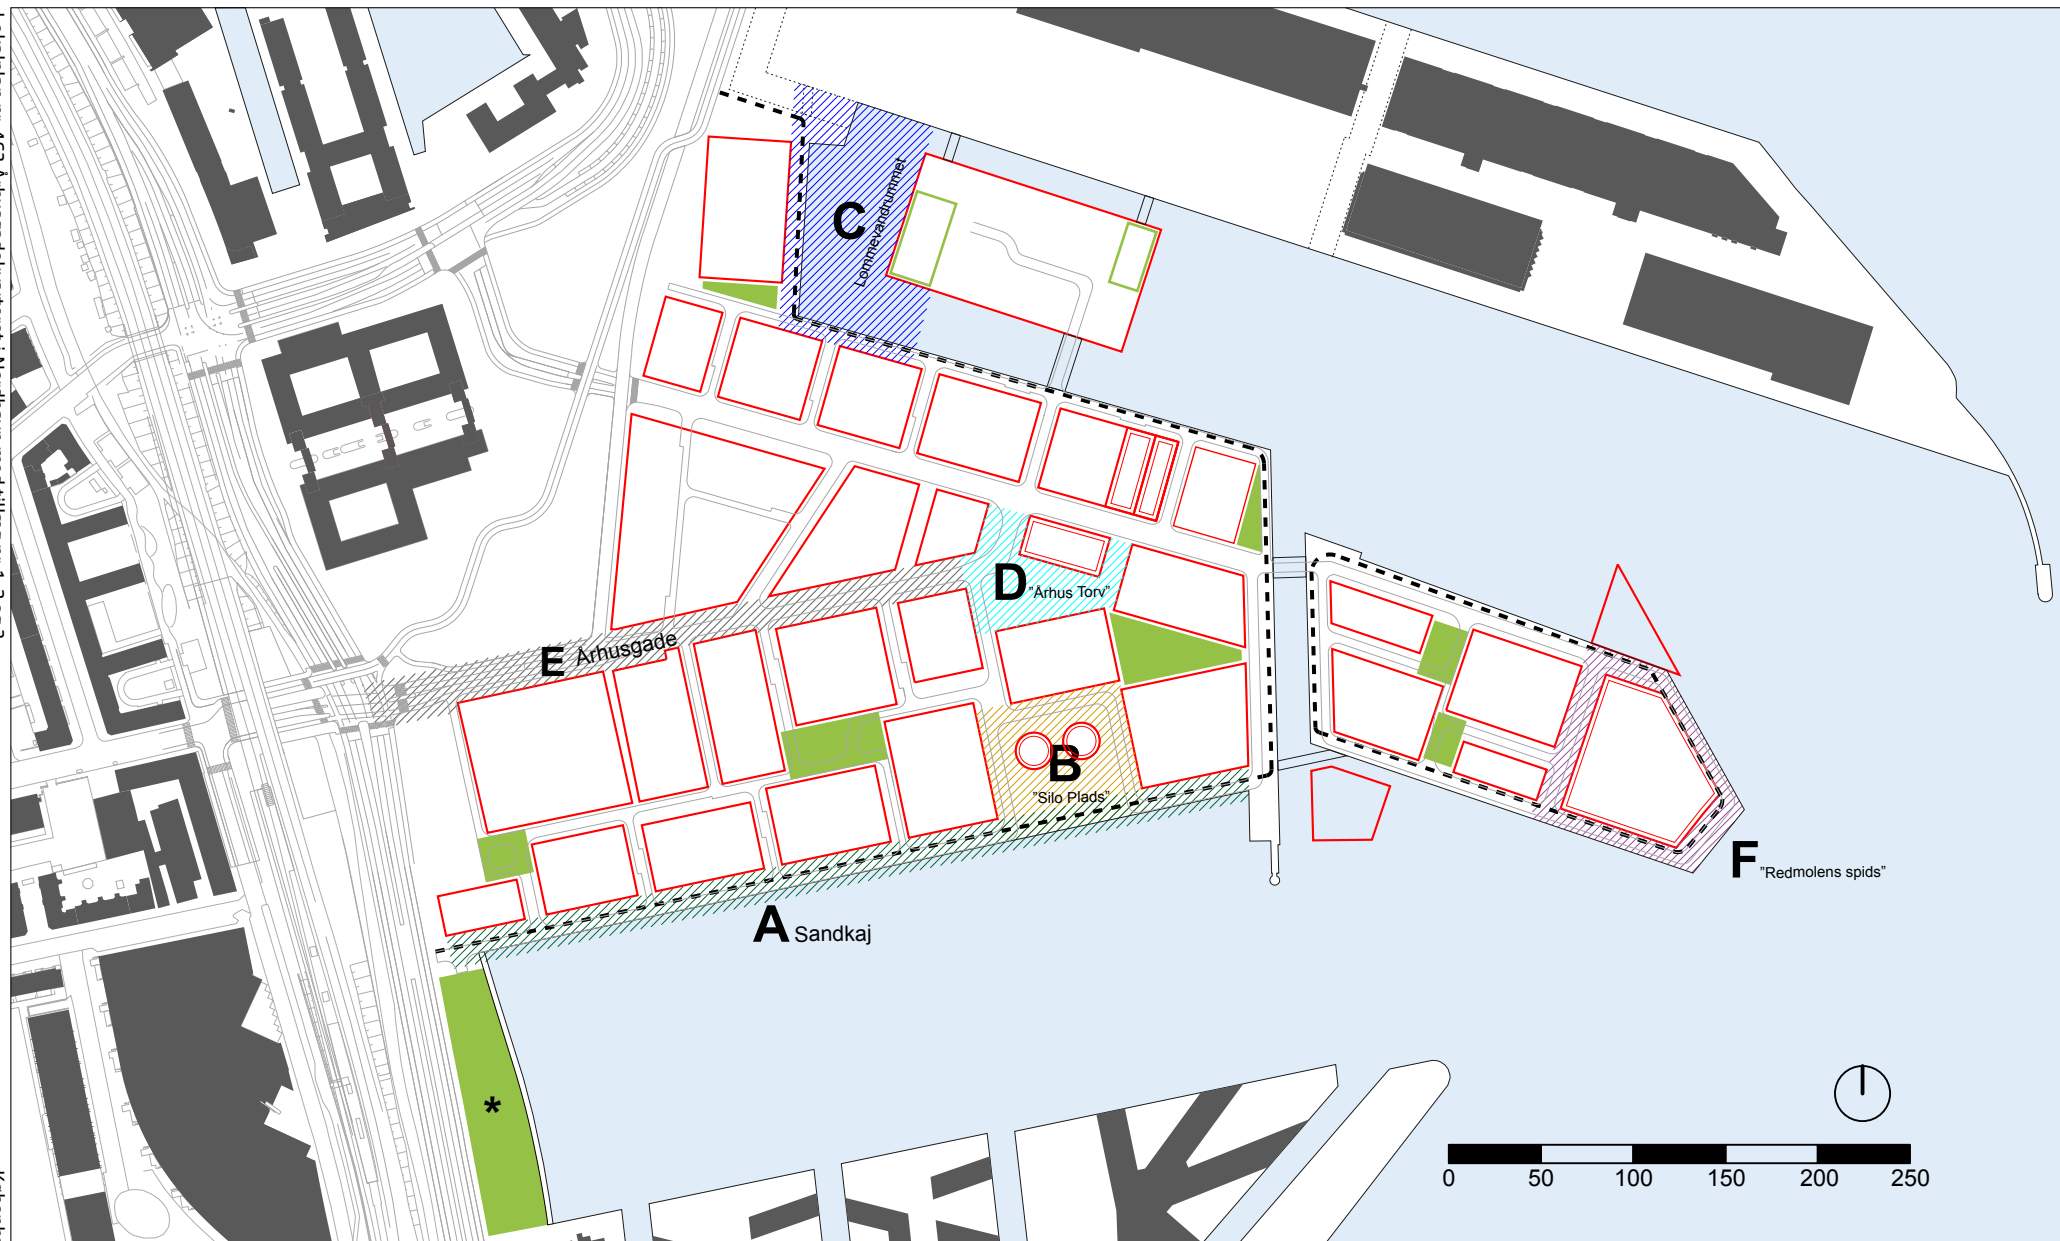 C
Lommevandrummet
D
"Århus Torv"
E
Århusgade
B
"Silo Plads"
F
"Redmolens spids"
A
Sandkaj
*
0
50
100
150
200
250